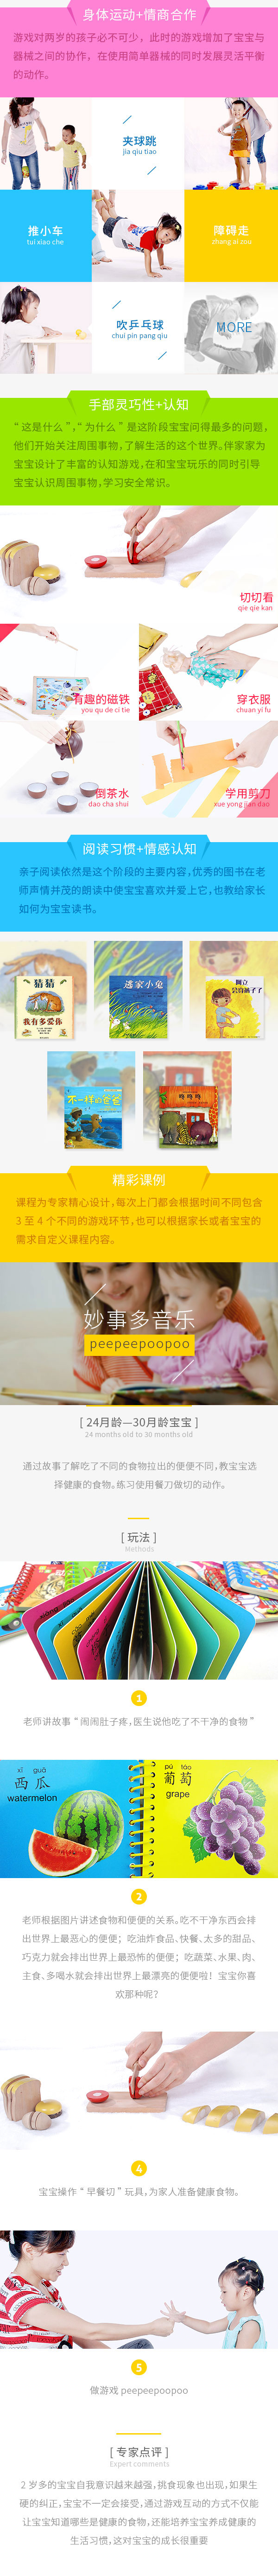 身体运动+情商合作
游戏对两岁的孩子必不可少，此时的游戏增加了宝宝与
器械之间的协作，在使用简单器械的同时发展灵活平衡
的动作。
夹球跳
jia qiu tiao
推小车
tui xiao che
障碍走
zhang ai zou
吹乒乓球
chui pin pang qiu
MORE
手部灵巧性+认知
“这是什么”，“为什么”是这阶段宝宝问得最多的问题，
他们开始关注周围事物，了解生活的这个世界。伴家家为
宝宝设计了丰富的认知游戏，在和宝宝玩乐的同时引导
宝宝认识周围事物，学习安全常识。
切切看
qie qie kan
有趣的磁铁
you qu de ci tie
穿衣服
chuan yi fu
倒茶水
dao cha shui
学用剪刀
xue yong jian dao
阅读习惯+情感认知
亲子阅读依然是这个阶段的主要内容，优秀的图书在老
师声情并茂的朗读中使宝宝喜欢并爱上它，也教给家长
如何为宝宝读书。
猜猜
我有多爱你
逃家小兔
阿立
会穿裤子了
不一样的爸爸
咚咚咚
精彩课例
课程为专家精心设计，每次上门都会根据时间不同包含
3 至 4 个不同的游戏环节，也可以根据家长或者宝宝的
需求自定义课程内容。
妙事多音乐
peepeepoopoo
[ 24月龄—30月龄宝宝 ]
24 months old to 30 months old
通过故事了解吃了不同的食物拉出的便便不同，教宝宝选
择健康的食物。练习使用餐刀做切的动作。
[ 玩法 ]
Methods
1
老师讲故事“闹闹肚子疼，医生说他吃了不干净的食物”
xī guā
西瓜
watermelon
pú táo
葡萄
grape
2
老师根据图片讲述食物和便便的关系。吃不干净东西会排
出世界上最恶心的便便；吃油炸食品、快餐、太多的甜品、
巧克力就会排出世界上最恐怖的便便；吃蔬菜、水果、肉、
主食、多喝水就会排出世界上最漂亮的便便啦！宝宝你喜
欢那种呢？
4
宝宝操作“早餐切”玩具，为家人准备健康食物。
5
做游戏 peepeepoopoo
[ 专家点评 ]
Expert comments
2 岁多的宝宝自我意识越来越强，挑食现象也出现，如果生
硬的纠正，宝宝不一定会接受，通过游戏互动的方式不仅能
让宝宝知道哪些是健康的食物，还能培养宝宝养成健康的
生活习惯，这对宝宝的成长很重要